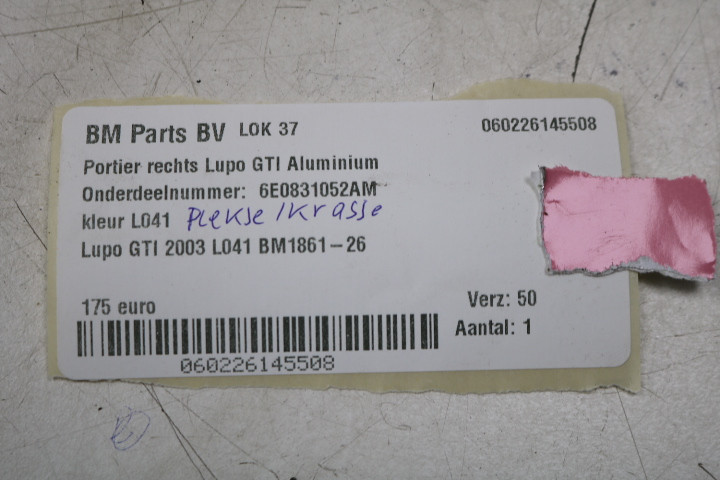 BM Parts BV LOK 37 060226145508
Portier rechts Lupo GTI Aluminium
Onderdeelnummer: 6E0831052AM
kleur L041 Plekse/krasse
Lupo GTI 2003 L041 BM1861-26
175 euro Verz: 50
Aantal: 1
060226145508